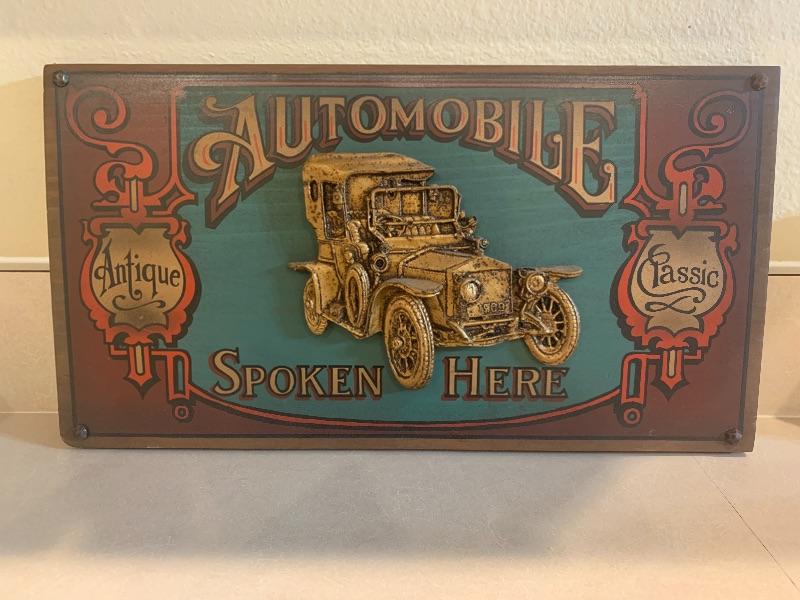 AUTOMOBILE
Antique
Classic
SPOKEN HERE